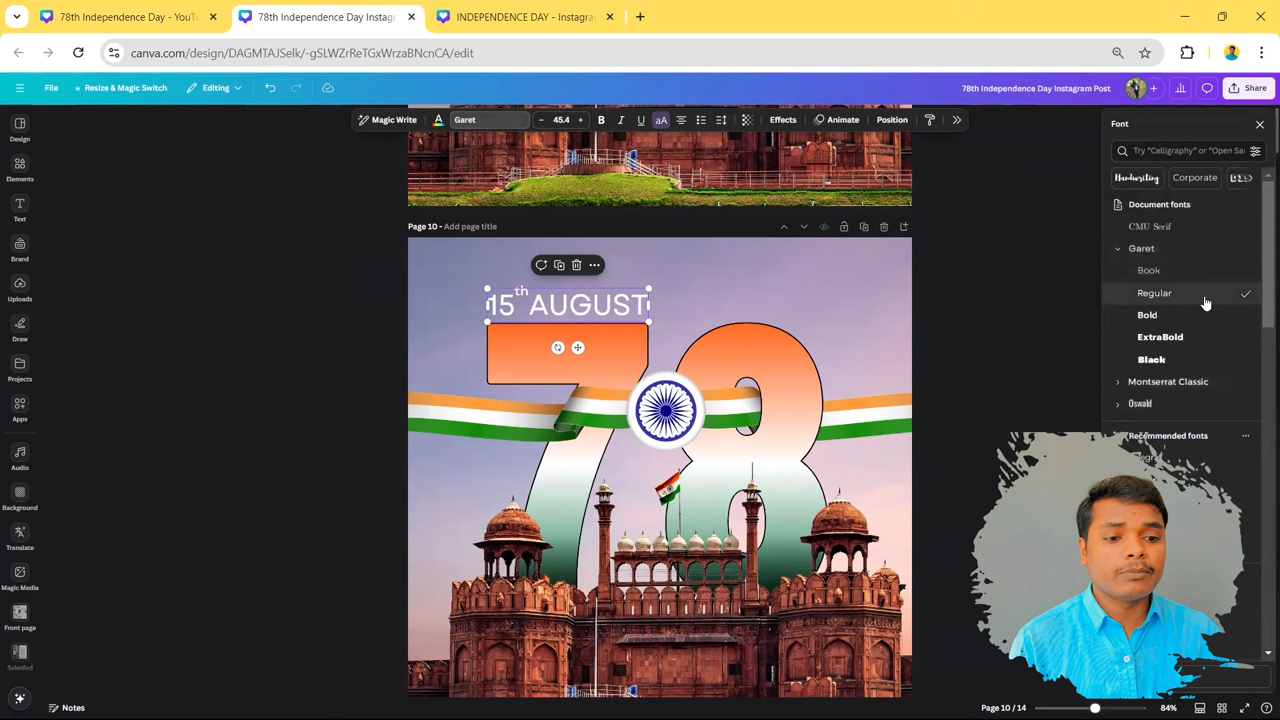 78th Independence Day - YouT
78th Independence Day Instag
INDEPENDENCE DAY - Instagra
canva.com/design/DAGMTAJSelk/-gSLWZrReTGxWrzaBNcnCA/edit
File
Resize & Magic Switch
Editing
78th Independence Day Instagram Post
Share
Magic Write
A
Garet
45.4
B
I
U
aA
Effects
Animate
Position
Font
Try "Calligraphy" or "Open Sa
Handwriting
Corporate
Document fonts
CMU Serif
Garet
Book
Regular
Bold
ExtraBold
Black
Montserrat Classic
Oswald
Recommended fonts
Design
Elements
Text
Brand
Uploads
Draw
Projects
Apps
Audio
Background
Translate
Magic Media
Front page
Selected
Page 10 - Add page title
15th AUGUST
78
Notes
Page 10 / 14
84%